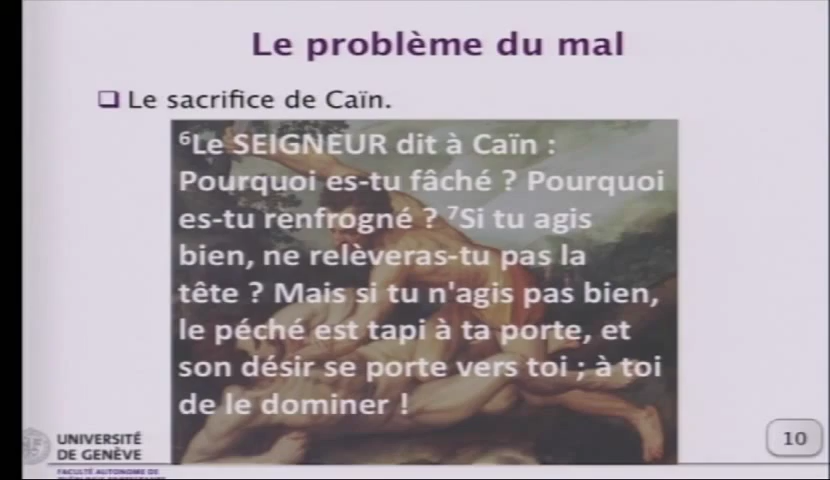 Le problème du mal
Le sacrifice de Caïn.
⁶Le SEIGNEUR dit à Caïn :
Pourquoi es-tu fâché ? Pourquoi
es-tu renfrogné ? ⁷Si tu agis
bien, ne relèveras-tu pas la
tête ? Mais si tu n'agis pas bien,
le péché est tapi à ta porte, et
son désir se porte vers toi ; à toi
de le dominer !
UNIVERSITÉ
DE GENÈVE
FACULTÉ AUTONOME DE
10